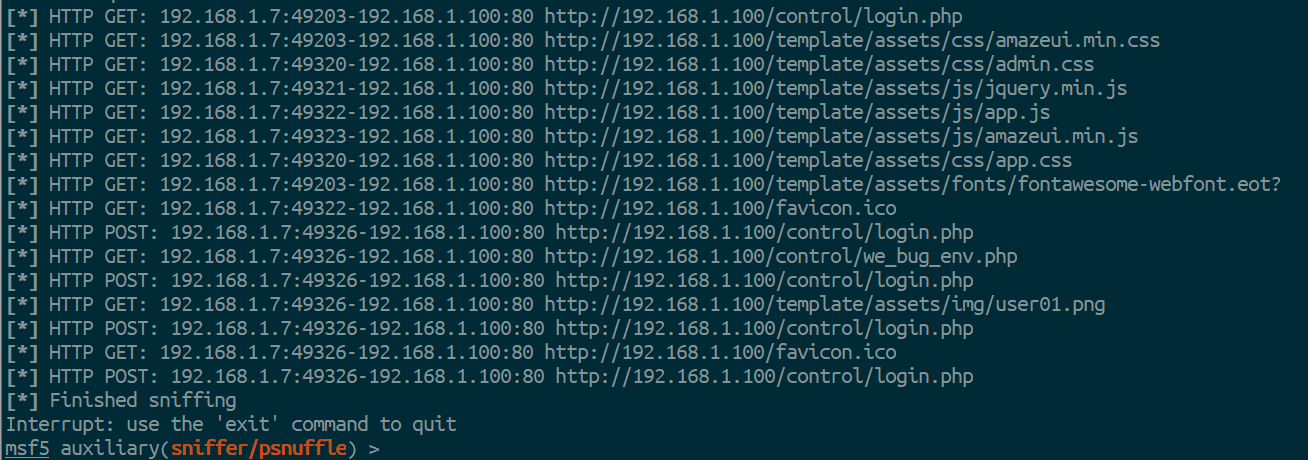 [*] HTTP GET: 192.168.1.7:49203-192.168.1.100:80 http://192.168.1.100/control/login.php
[*] HTTP GET: 192.168.1.7:49203-192.168.1.100:80 http://192.168.1.100/template/assets/css/amazeui.min.css
[*] HTTP GET: 192.168.1.7:49320-192.168.1.100:80 http://192.168.1.100/template/assets/css/admin.css
[*] HTTP GET: 192.168.1.7:49321-192.168.1.100:80 http://192.168.1.100/template/assets/js/jquery.min.js
[*] HTTP GET: 192.168.1.7:49322-192.168.1.100:80 http://192.168.1.100/template/assets/js/app.js
[*] HTTP GET: 192.168.1.7:49323-192.168.1.100:80 http://192.168.1.100/template/assets/js/amazeui.min.js
[*] HTTP GET: 192.168.1.7:49320-192.168.1.100:80 http://192.168.1.100/template/assets/css/app.css
[*] HTTP GET: 192.168.1.7:49203-192.168.1.100:80 http://192.168.1.100/template/assets/fonts/fontawesome-webfont.eot?
[*] HTTP GET: 192.168.1.7:49322-192.168.1.100:80 http://192.168.1.100/favicon.ico
[*] HTTP POST: 192.168.1.7:49326-192.168.1.100:80 http://192.168.1.100/control/login.php
[*] HTTP GET: 192.168.1.7:49326-192.168.1.100:80 http://192.168.1.100/control/we_bug_env.php
[*] HTTP POST: 192.168.1.7:49326-192.168.1.100:80 http://192.168.1.100/control/login.php
[*] HTTP GET: 192.168.1.7:49326-192.168.1.100:80 http://192.168.1.100/template/assets/img/user01.png
[*] HTTP POST: 192.168.1.7:49326-192.168.1.100:80 http://192.168.1.100/control/login.php
[*] HTTP GET: 192.168.1.7:49326-192.168.1.100:80 http://192.168.1.100/favicon.ico
[*] HTTP POST: 192.168.1.7:49326-192.168.1.100:80 http://192.168.1.100/control/login.php
[*] Finished sniffing
Interrupt: use the 'exit' command to quit
msf5 auxiliary(sniffer/psnuffle) >